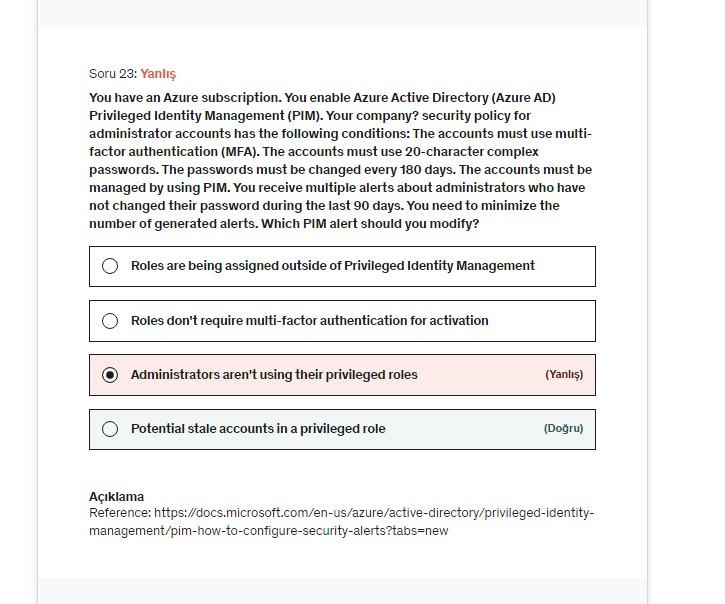 Soru 23: Yanlış
You have an Azure subscription. You enable Azure Active Directory (Azure AD)
Privileged Identity Management (PIM). Your company? security policy for
administrator accounts has the following conditions: The accounts must use multi-
factor authentication (MFA). The accounts must use 20-character complex
passwords. The passwords must be changed every 180 days. The accounts must be
managed by using PIM. You receive multiple alerts about administrators who have
not changed their password during the last 90 days. You need to minimize the
number of generated alerts. Which PIM alert should you modify?
Roles are being assigned outside of Privileged Identity Management
Roles don't require multi-factor authentication for activation
Administrators aren't using their privileged roles (Yanlış)
Potential stale accounts in a privileged role (Doğru)
Açıklama
Reference: https://docs.microsoft.com/en-us/azure/active-directory/privileged-identity-
management/pim-how-to-configure-security-alerts?tabs=new